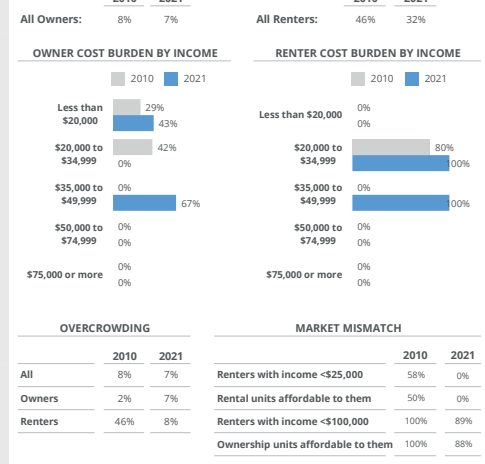 All Owners: 8% 7%
All Renters: 46% 32%
OWNER COST BURDEN BY INCOME
2010 2021
Less than
$20,000
29%
43%
$20,000 to
$34,999
42%
0%
$35,000 to
$49,999
0%
67%
$50,000 to
$74,999
0%
0%
$75,000 or more
0%
0%
RENTER COST BURDEN BY INCOME
2010 2021
Less than $20,000
0%
0%
$20,000 to
$34,999
80%
100%
$35,000 to
$49,999
0%
100%
$50,000 to
$74,999
0%
0%
$75,000 or more
0%
0%
OVERCROWDING
2010 2021
All 8% 7%
Owners 2% 7%
Renters 46% 8%
MARKET MISMATCH
2010 2021
Renters with income <$25,000 58% 0%
Rental units affordable to them 50% 0%
Renters with income <$100,000 100% 89%
Ownership units affordable to them 100% 88%